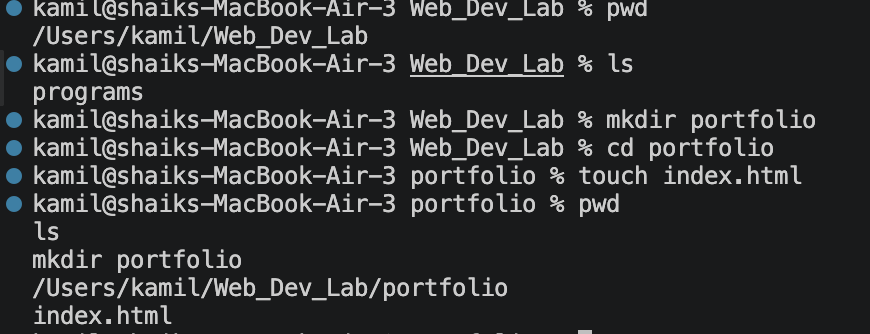 kamil@shaiks-MacBook-Air-3 Web_Dev_Lab % pwd
/Users/kamil/Web_Dev_Lab
kamil@shaiks-MacBook-Air-3 Web_Dev_Lab % ls
programs
kamil@shaiks-MacBook-Air-3 Web_Dev_Lab % mkdir portfolio
kamil@shaiks-MacBook-Air-3 Web_Dev_Lab % cd portfolio
kamil@shaiks-MacBook-Air-3 portfolio % touch index.html
kamil@shaiks-MacBook-Air-3 portfolio % pwd
ls
mkdir portfolio
/Users/kamil/Web_Dev_Lab/portfolio
index.html